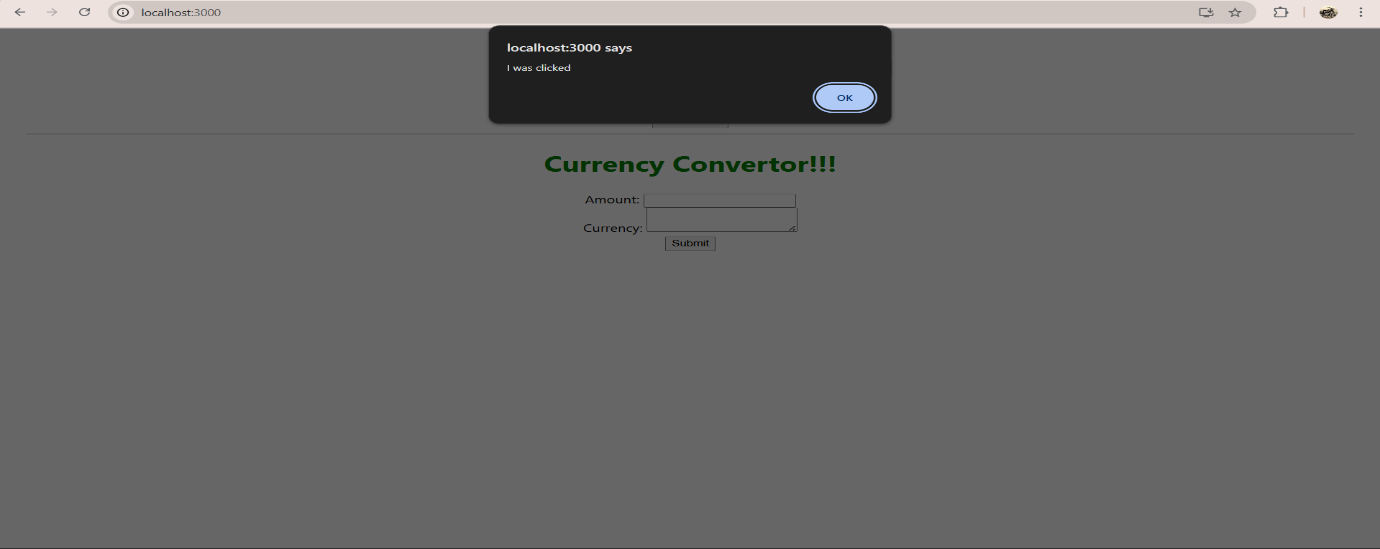 localhost:3000
localhost:3000 says
I was clicked
OK
Currency Convertor!!!
Amount:
Currency:
Submit